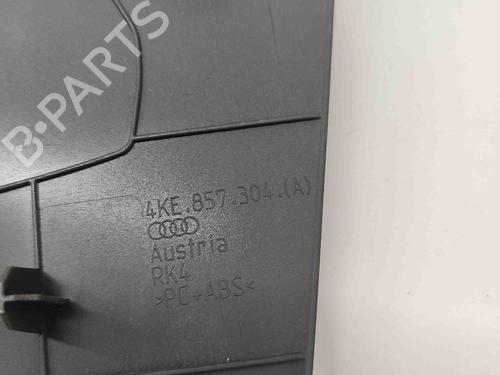 B-PARTS
4KE.857.304.(A)
Austria
RK4
>PC+ABS<